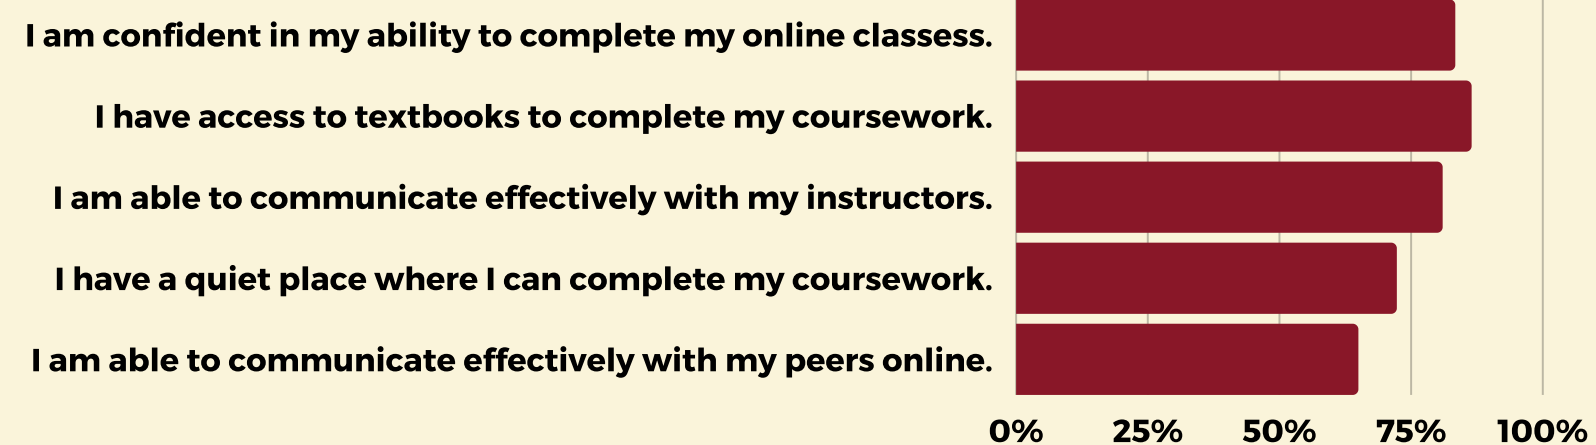 I am confident in my ability to complete my online classess.
I have access to textbooks to complete my coursework.
I am able to communicate effectively with my instructors.
I have a quiet place where I can complete my coursework.
I am able to communicate effectively with my peers online.
0% 25% 50% 75% 100%